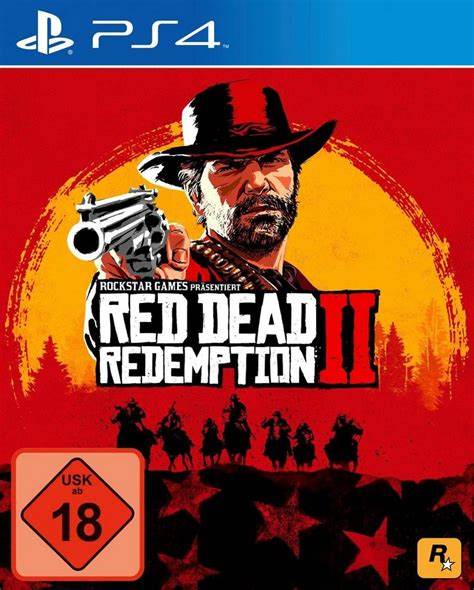 PS4
ROCKSTAR GAMES PRÄSENTIERT
RED DEAD
REDEMPTION II
USK
ab
18
R